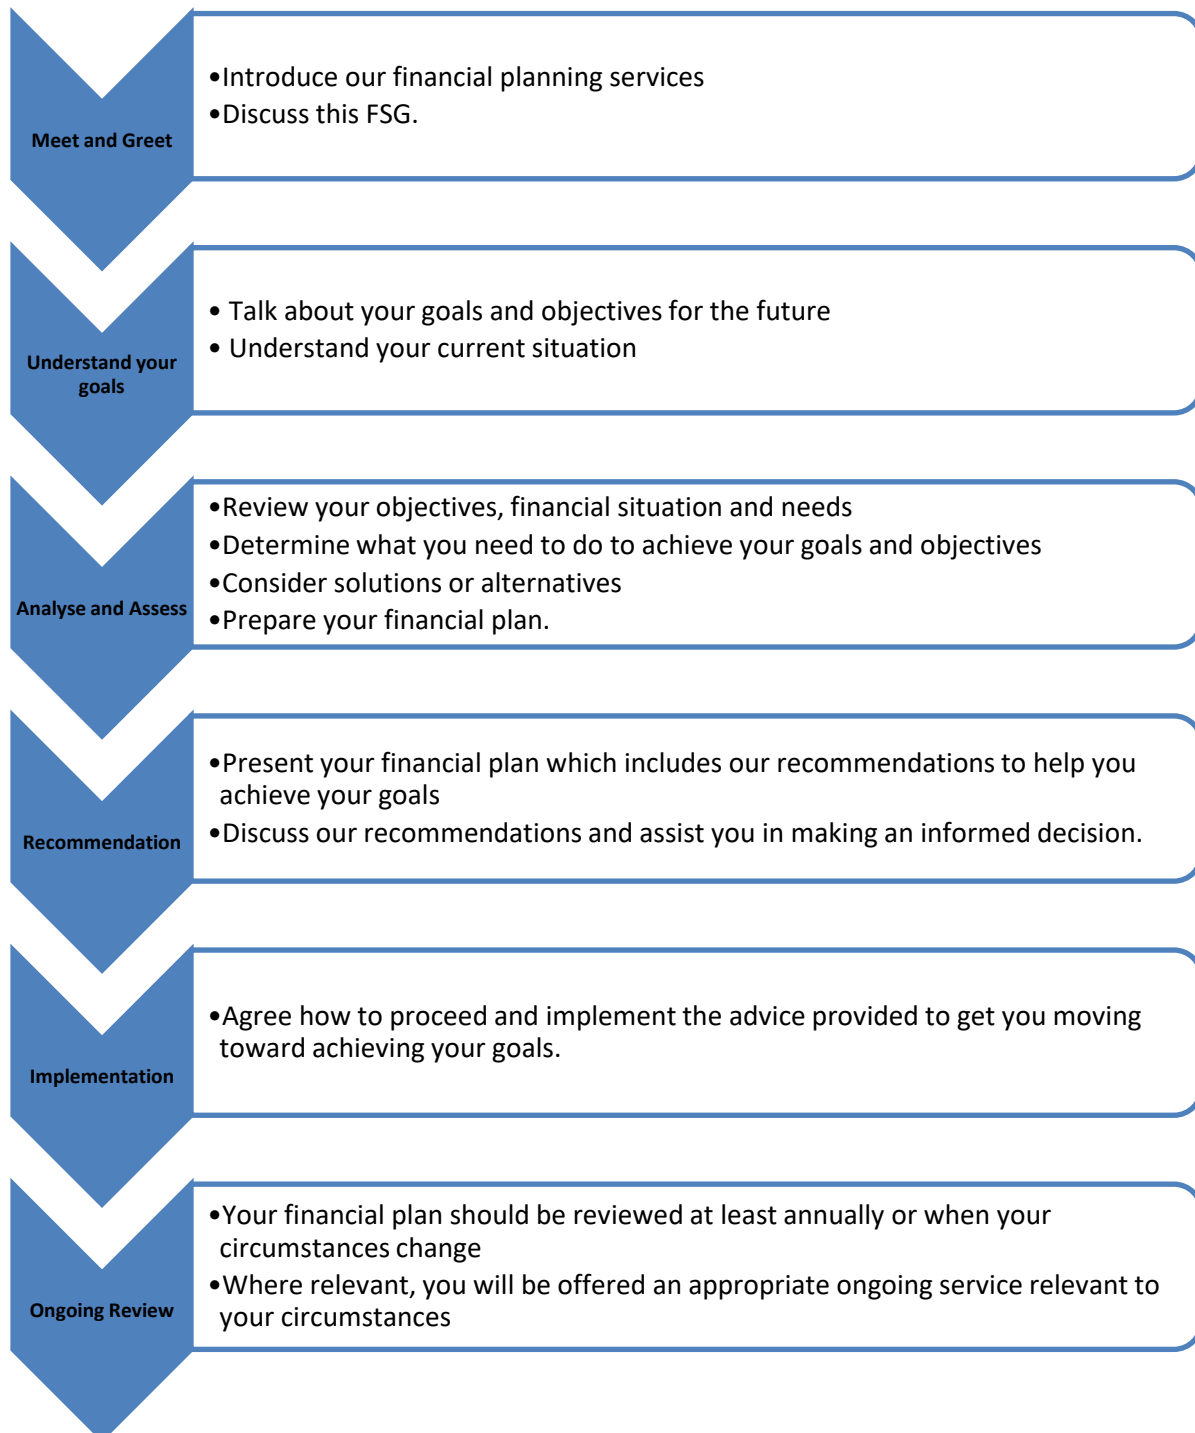 Meet and Greet
•Introduce our financial planning services
•Discuss this FSG.
Understand your
goals
• Talk about your goals and objectives for the future
• Understand your current situation
Analyse and Assess
•Review your objectives, financial situation and needs
•Determine what you need to do to achieve your goals and objectives
•Consider solutions or alternatives
•Prepare your financial plan.
Recommendation
•Present your financial plan which includes our recommendations to help you
achieve your goals
•Discuss our recommendations and assist you in making an informed decision.
Implementation
•Agree how to proceed and implement the advice provided to get you moving
toward achieving your goals.
Ongoing Review
•Your financial plan should be reviewed at least annually or when your
circumstances change
•Where relevant, you will be offered an appropriate ongoing service relevant to
your circumstances